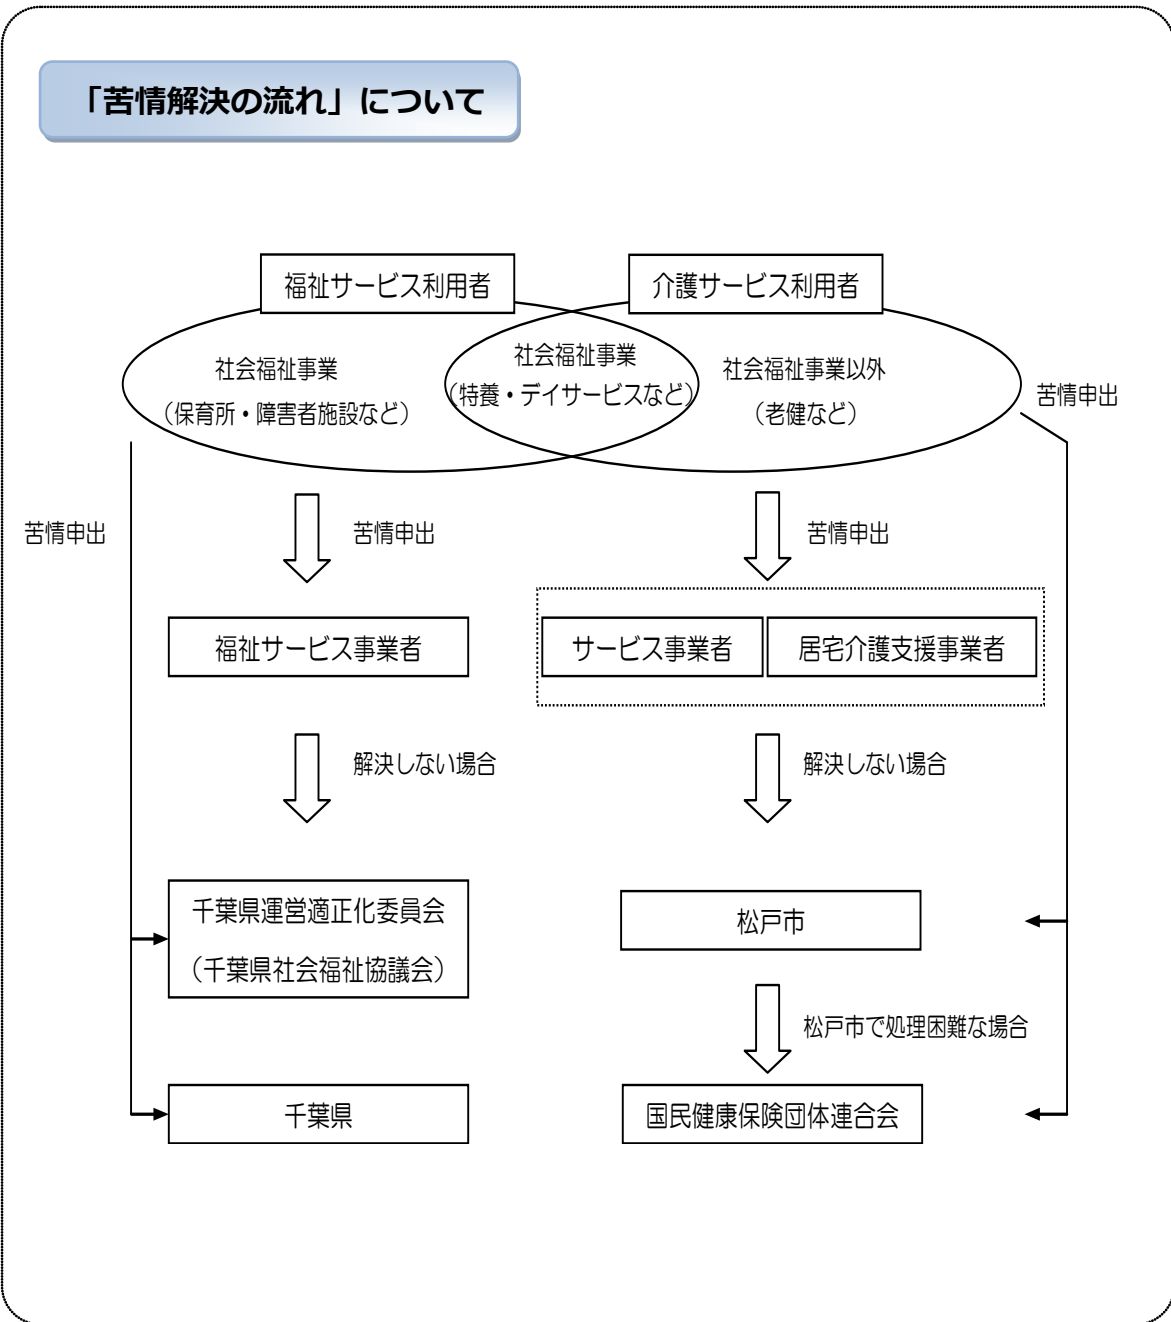 「苦情解決の流れ」について
福祉サービス利用者
介護サービス利用者
社会福祉事業
（保育所・障害者施設など）
社会福祉事業
（特養・デイサービスなど）
社会福祉事業以外
（老健など）
苦情申出
苦情申出
苦情申出
苦情申出
福祉サービス事業者
サービス事業者
居宅介護支援事業者
解決しない場合
解決しない場合
千葉県運営適正化委員会
（千葉県社会福祉協議会）
松戸市
松戸市で処理困難な場合
千葉県
国民健康保険団体連合会